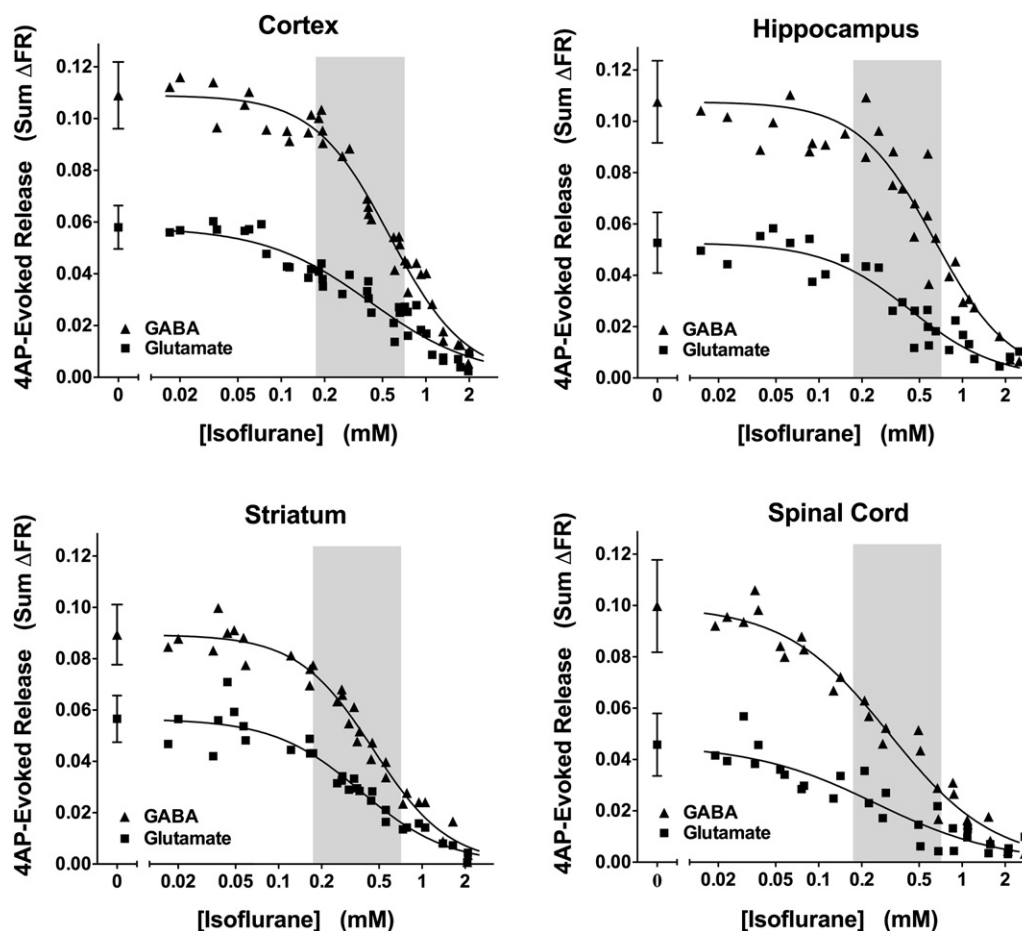 Cortex
4AP-Evoked Release (Sum ΔFR)
0.12
0.10
0.08
0.06
0.04
0.02
0.00
GABA
Glutamate
0 0.02 0.05 0.1 0.2 0.5 1 2
[Isoflurane] (mM)
Hippocampus
4AP-Evoked Release (Sum ΔFR)
0.12
0.10
0.08
0.06
0.04
0.02
0.00
GABA
Glutamate
0 0.02 0.05 0.1 0.2 0.5 1 2
[Isoflurane] (mM)
Striatum
4AP-Evoked Release (Sum ΔFR)
0.12
0.10
0.08
0.06
0.04
0.02
0.00
GABA
Glutamate
0 0.02 0.05 0.1 0.2 0.5 1 2
[Isoflurane] (mM)
Spinal Cord
4AP-Evoked Release (Sum ΔFR)
0.12
0.10
0.08
0.06
0.04
0.02
0.00
GABA
Glutamate
0 0.02 0.05 0.1 0.2 0.5 1 2
[Isoflurane] (mM)